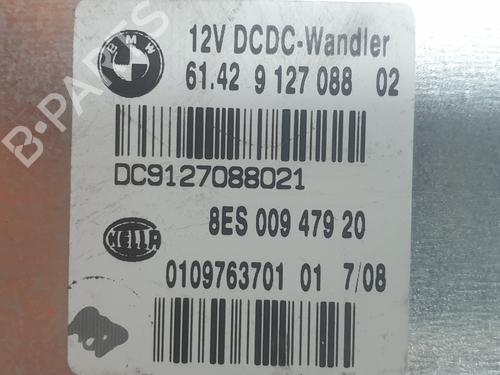 BMW
12V DCDC-Wandler
61.42 9 127 088 02
DC9127088021
8ES 009 479 20
HELLA
0109763701 01 7/08
B-PARTS